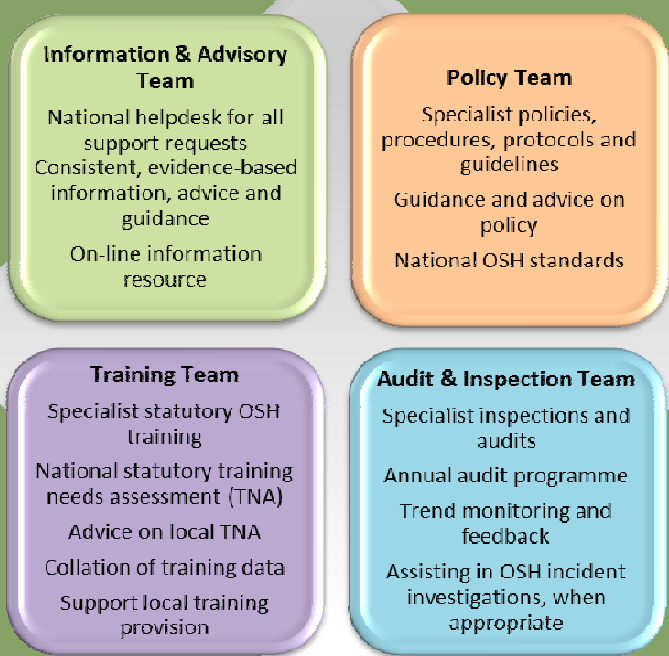 Information & Advisory
Team
National helpdesk for all
support requests
Consistent, evidence-based
information, advice and
guidance
On-line information
resource
Policy Team
Specialist policies,
procedures, protocols and
guidelines
Guidance and advice on
policy
National OSH standards
Training Team
Specialist statutory OSH
training
National statutory training
needs assessment (TNA)
Advice on local TNA
Collation of training data
Support local training
provision
Audit & Inspection Team
Specialist inspections and
audits
Annual audit programme
Trend monitoring and
feedback
Assisting in OSH incident
investigations, when
appropriate